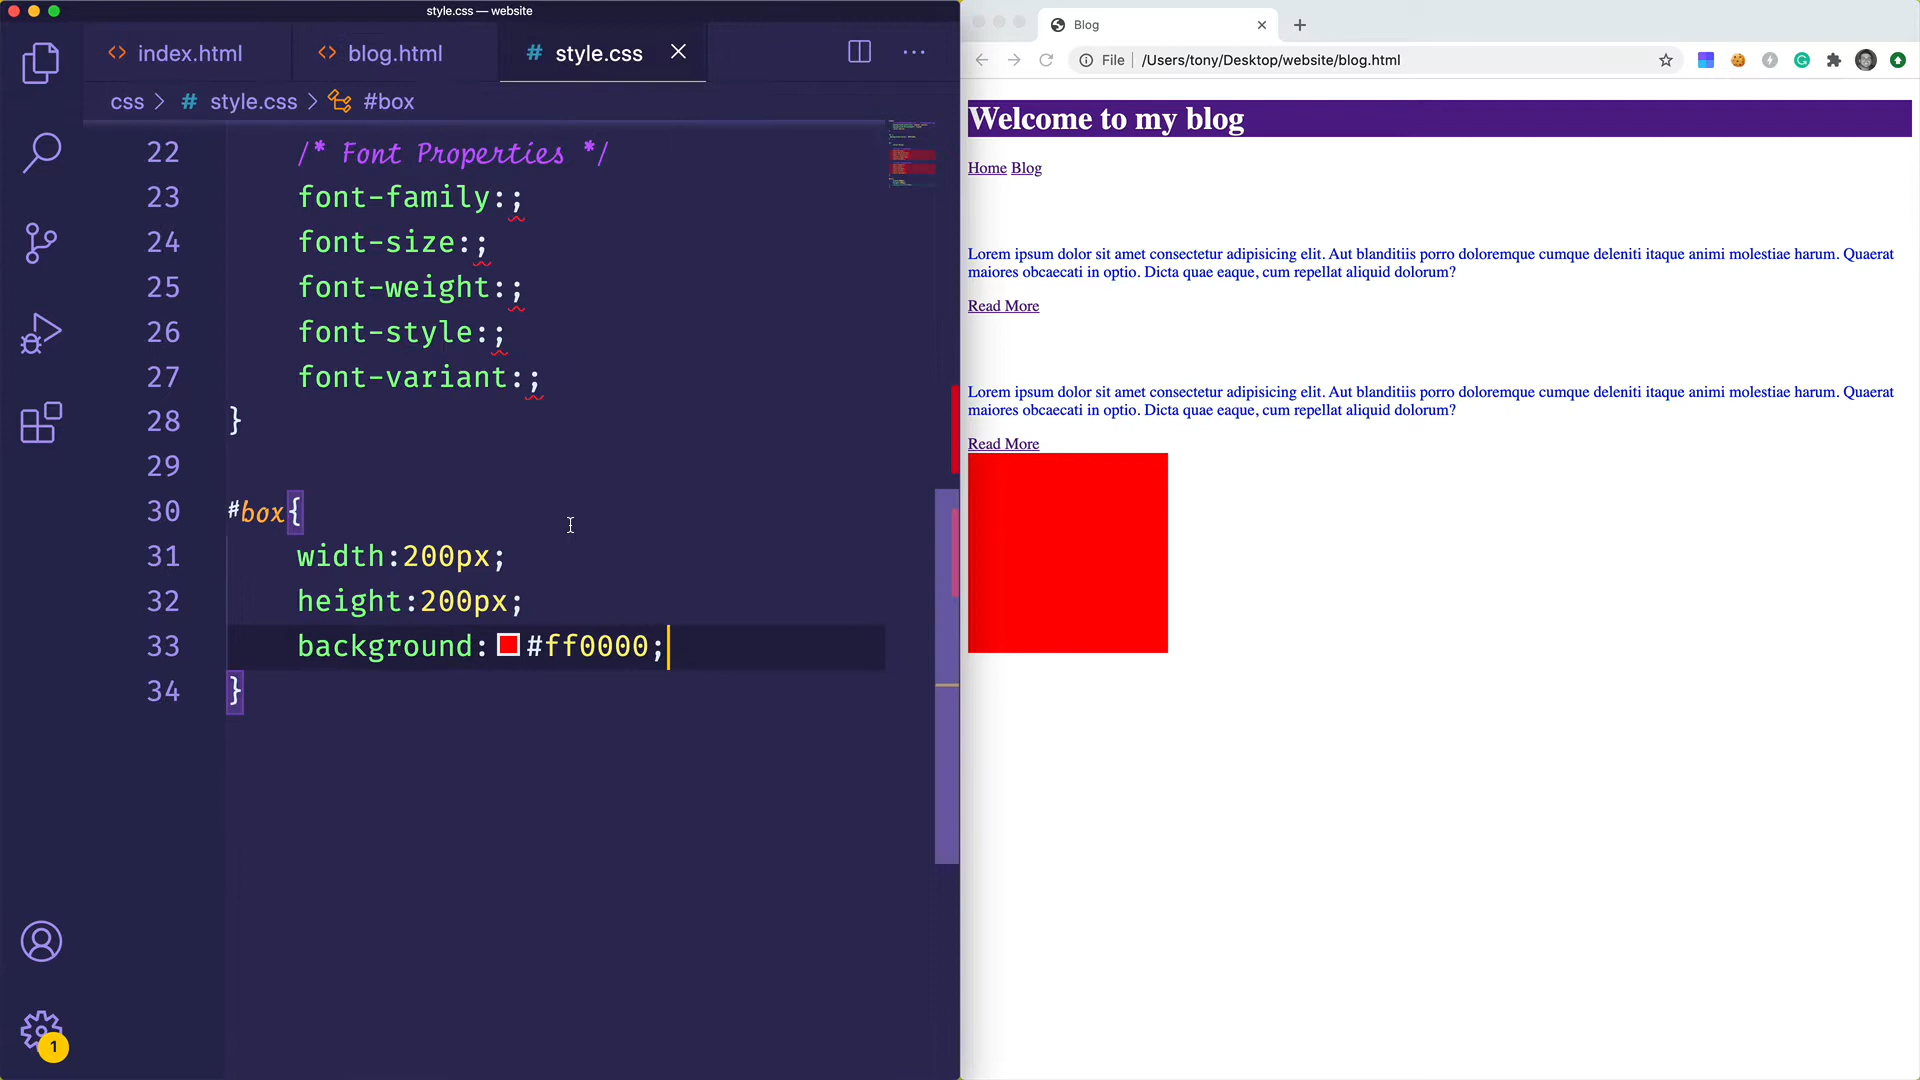 style.css — website
index.html
blog.html
style.css
css > # style.css > #box
22 /* Font Properties */
23 font-family:;
24 font-size:;
25 font-weight:;
26 font-style:;
27 font-variant:;
28 }
29
30 #box{
31 width:200px;
32 height:200px;
33 background: #ff0000;
34 }
1
Blog
File /Users/tony/Desktop/website/blog.html
Welcome to my blog
Home Blog
Lorem ipsum dolor sit amet consectetur adipisicing elit. Aut blanditiis porro doloremque cumque deleniti itaque animi molestiae harum. Quaerat
maiores obcaecati in optio. Dicta quae eaque, cum repellat aliquid dolorum?
Read More
Lorem ipsum dolor sit amet consectetur adipisicing elit. Aut blanditiis porro doloremque cumque deleniti itaque animi molestiae harum. Quaerat
maiores obcaecati in optio. Dicta quae eaque, cum repellat aliquid dolorum?
Read More